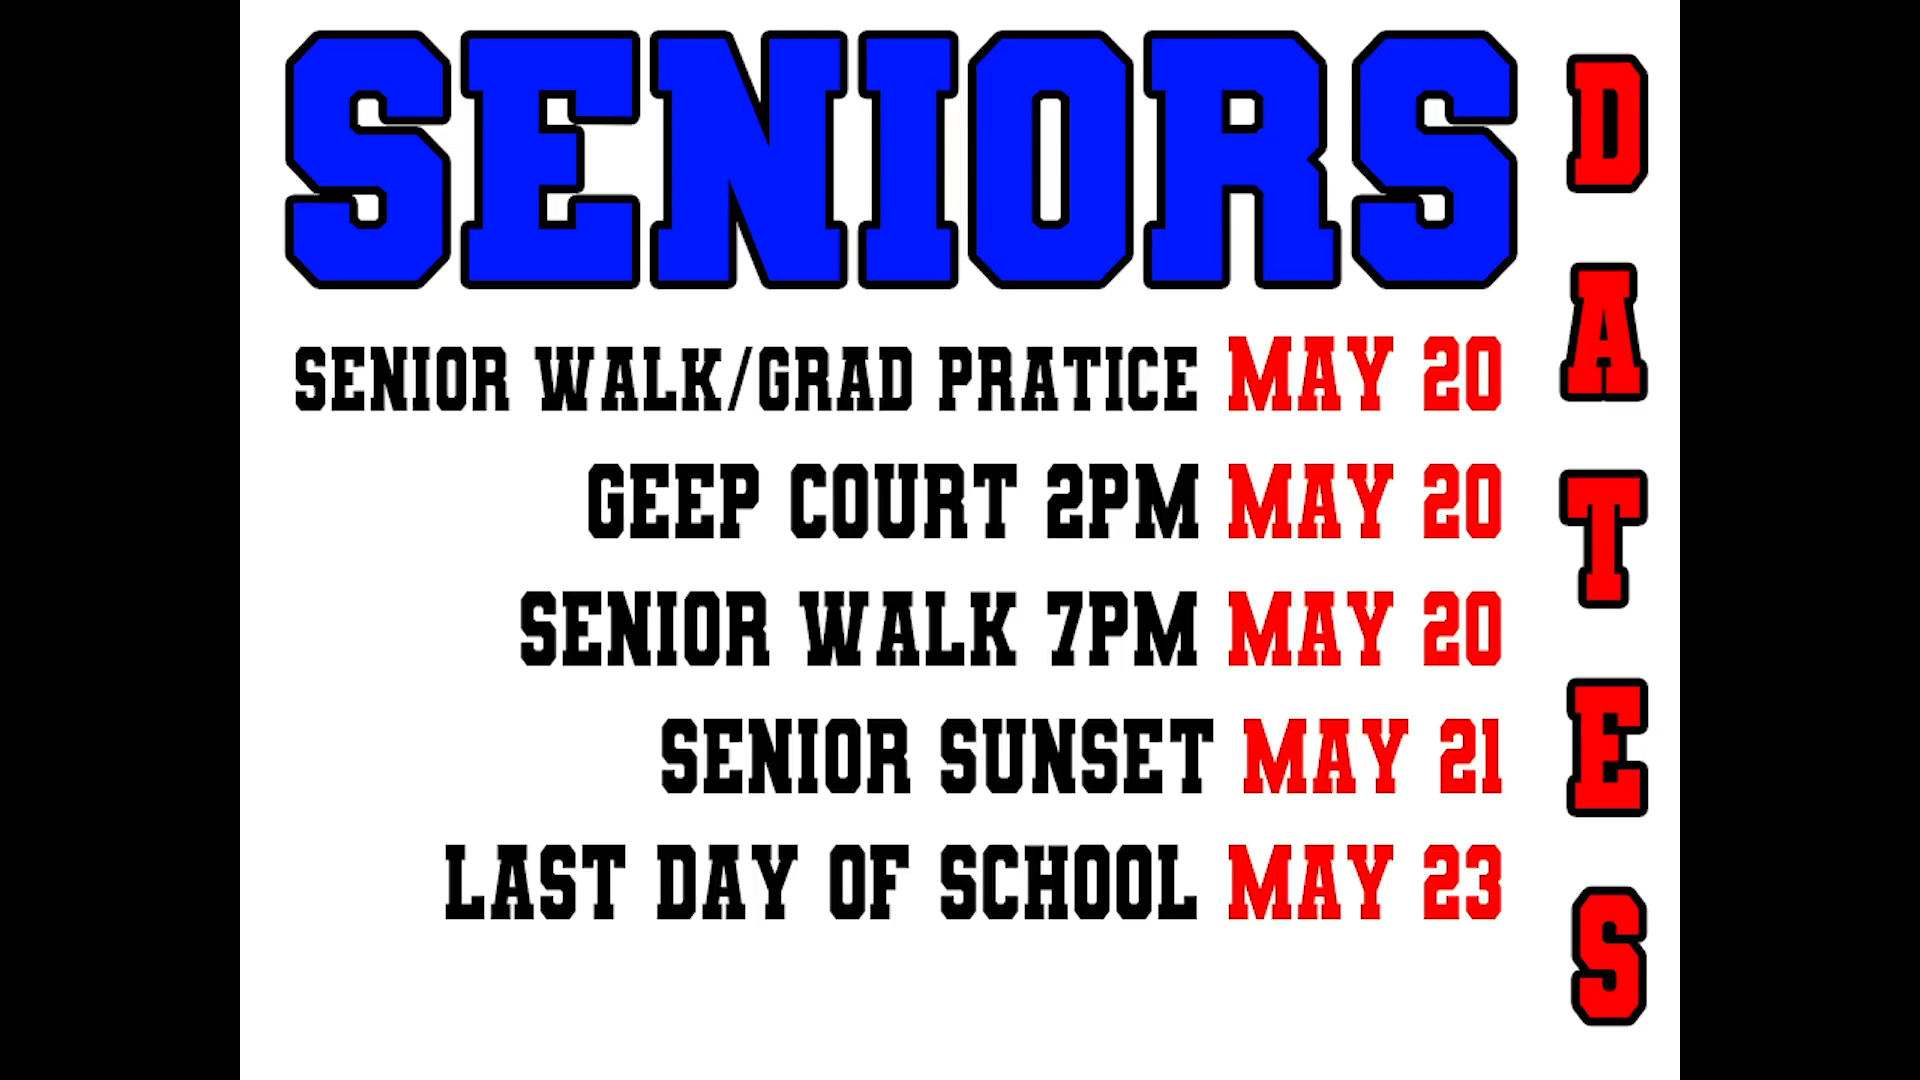 SENIORS
DATES
SENIOR WALK/GRAD PRATICE MAY 20
GEEP COURT 2PM MAY 20
SENIOR WALK 7PM MAY 20
SENIOR SUNSET MAY 21
LAST DAY OF SCHOOL MAY 23